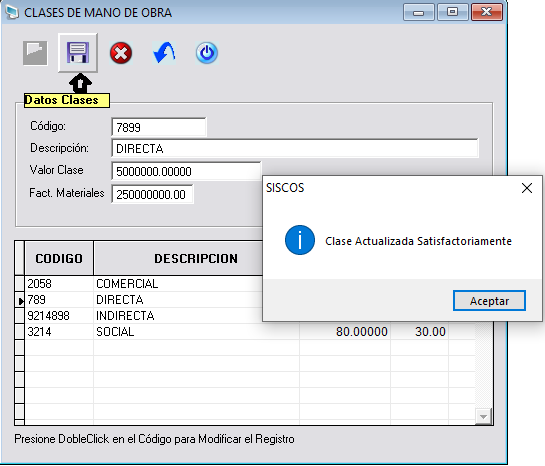 CLASES DE MANO DE OBRA
Datos Clases
Código: 7899
Descripción: DIRECTA
Valor Clase 5000000.00000
Fact. Materiales 250000000.00
SISCOS
Clase Actualizada Satisfactoriamente
Aceptar
CODIGO DESCRIPCION
2058 COMERCIAL
789 DIRECTA
9214898 INDIRECTA
3214 SOCIAL 80.00000 30.00
Presione DobleClick en el Código para Modificar el Registro